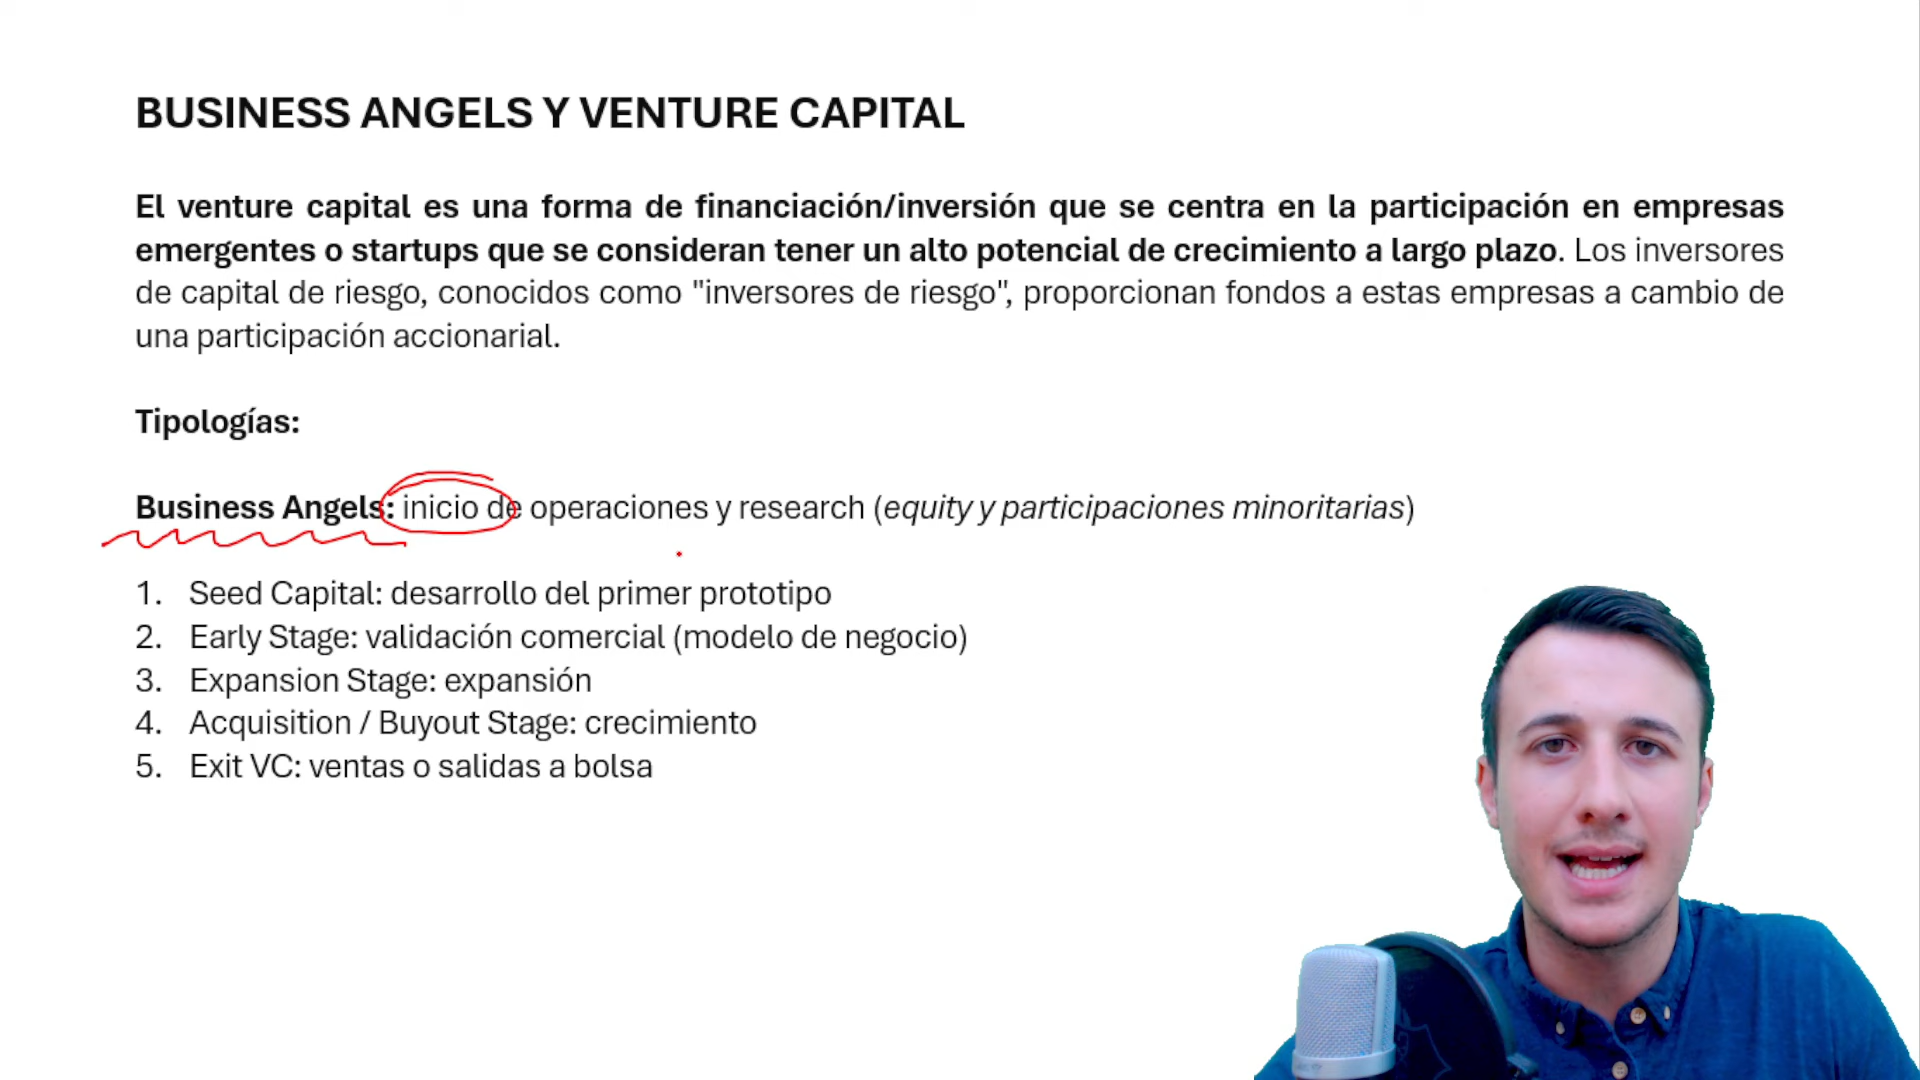 BUSINESS ANGELS Y VENTURE CAPITAL
El venture capital es una forma de financiación/inversión que se centra en la participación en empresas
emergentes o startups que se consideran tener un alto potencial de crecimiento a largo plazo. Los inversores
de capital de riesgo, conocidos como "inversores de riesgo", proporcionan fondos a estas empresas a cambio de
una participación accionarial.
Tipologías:
Business Angels: inicio de operaciones y research (equity y participaciones minoritarias)
1. Seed Capital: desarrollo del primer prototipo
2. Early Stage: validación comercial (modelo de negocio)
3. Expansion Stage: expansión
4. Acquisition / Buyout Stage: crecimiento
5. Exit VC: ventas o salidas a bolsa